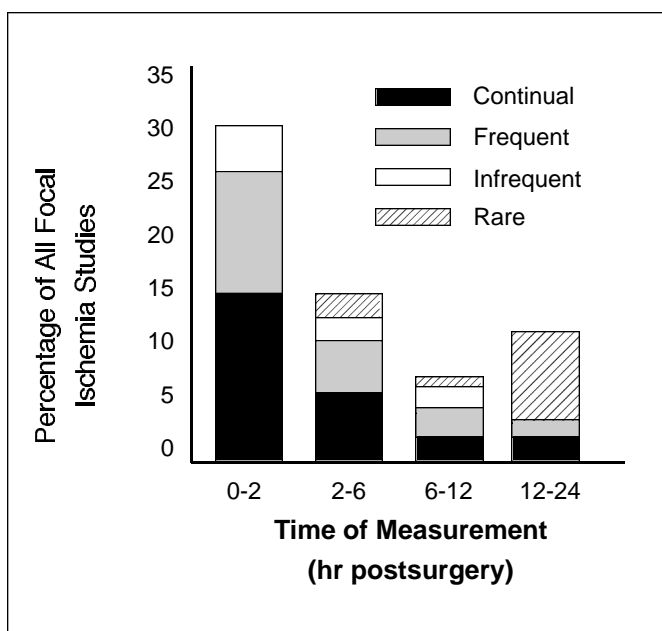 Percentage of All Focal
Ischemia Studies
35
30
25
20
15
10
5
0
Continual
Frequent
Infrequent
Rare
0-2 2-6 6-12 12-24
Time of Measurement
(hr postsurgery)